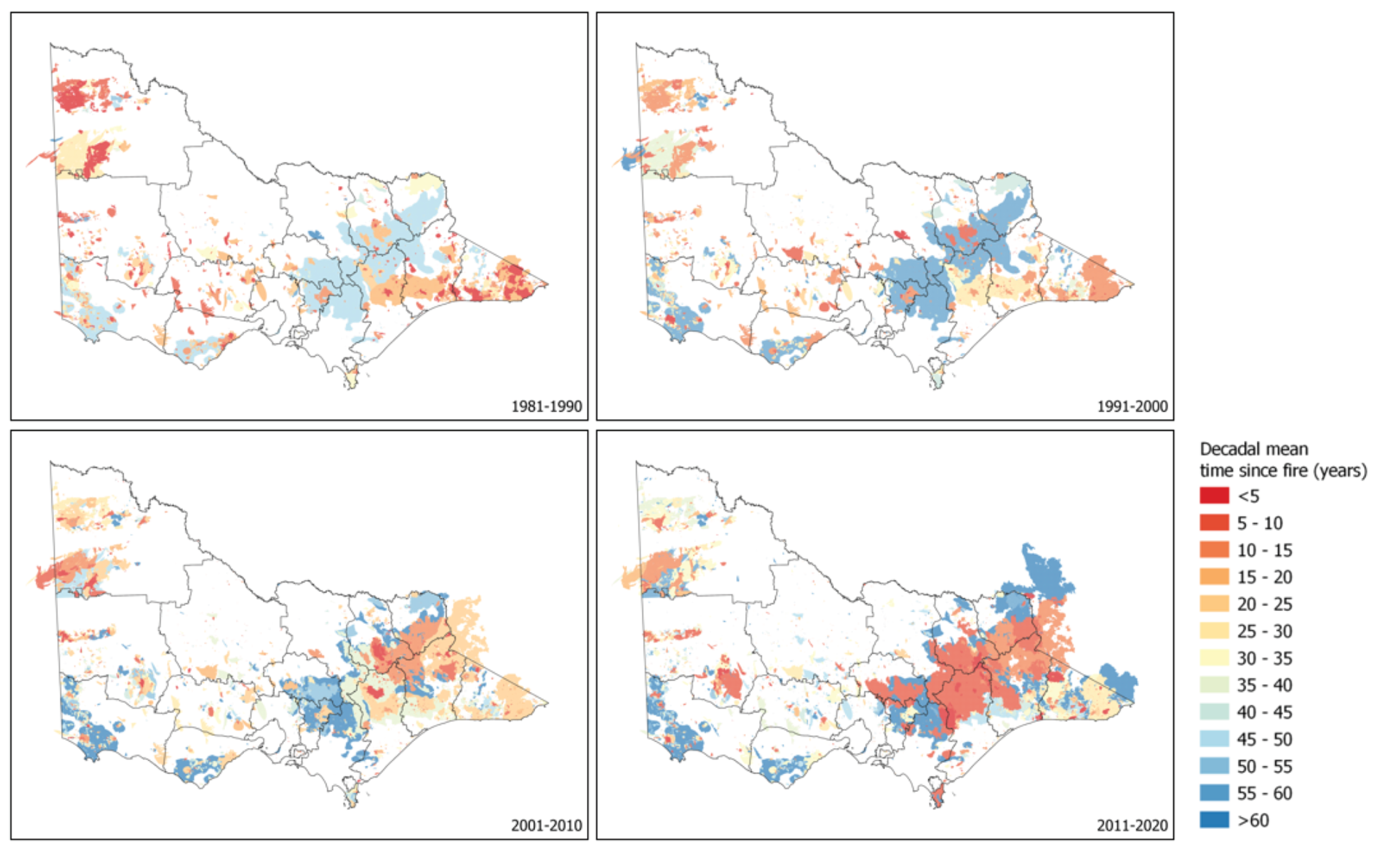 1981-1990
1991-2000
2001-2010
2011-2020
Decadal mean
time since fire (years)
<5
5 - 10
10 - 15
15 - 20
20 - 25
25 - 30
30 - 35
35 - 40
40 - 45
45 - 50
50 - 55
55 - 60
>60